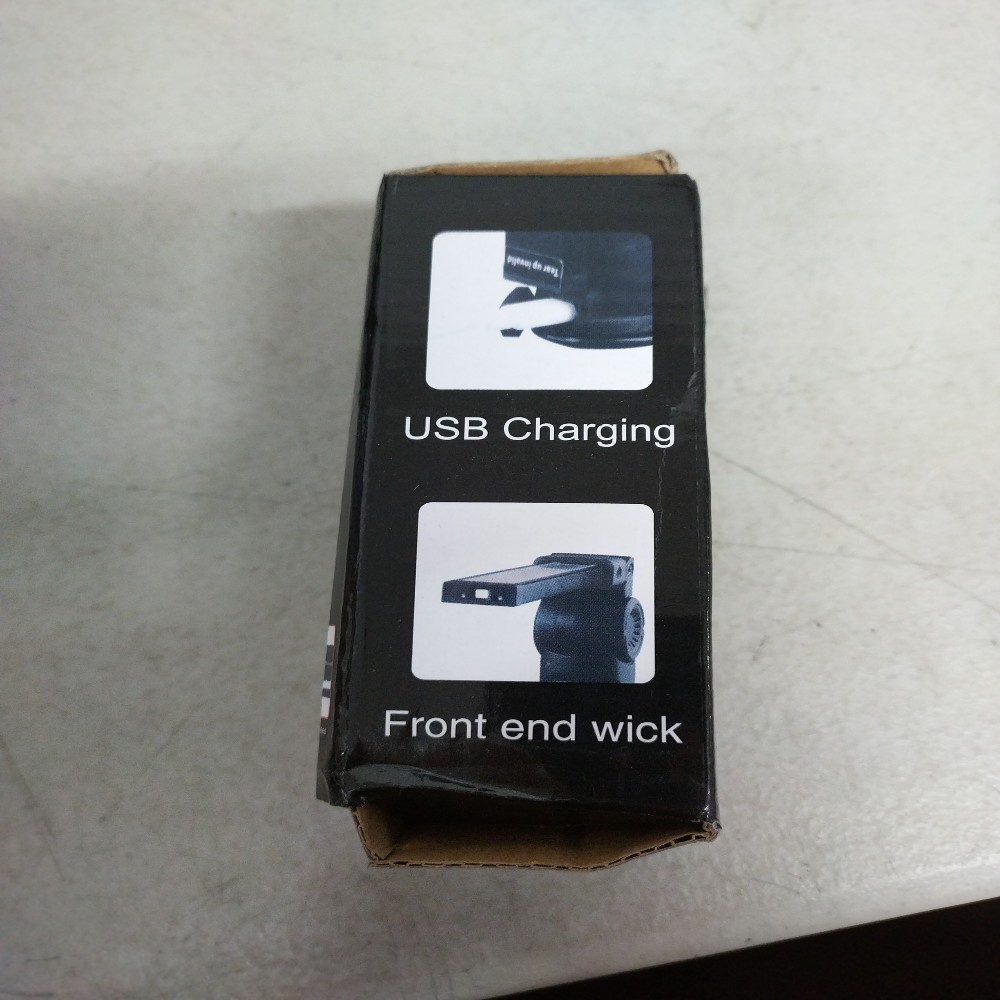 Tear up invalid
USB Charging
Front end wick